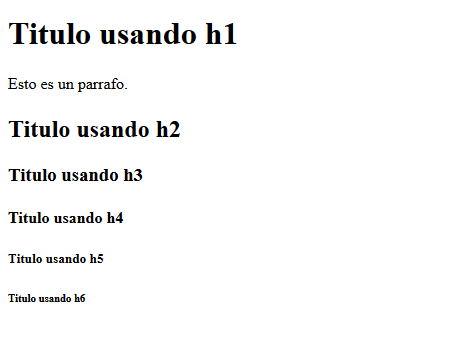 Titulo usando h1
Esto es un parrafo.
Titulo usando h2
Titulo usando h3
Titulo usando h4
Titulo usando h5
Titulo usando h6